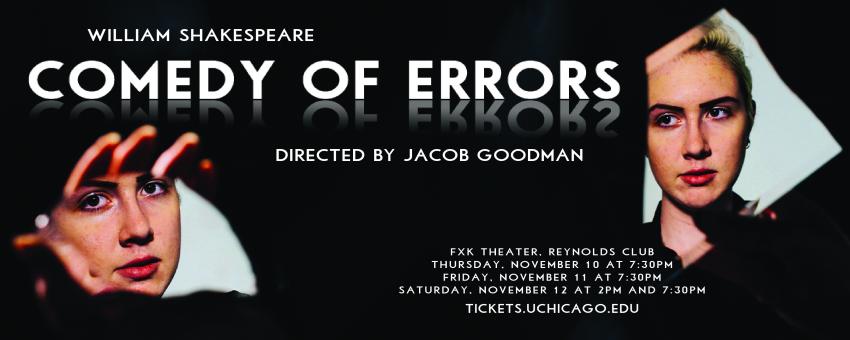 WILLIAM SHAKESPEARE
COMEDY OF ERRORS
DIRECTED BY JACOB GOODMAN
FXK THEATER, REYNOLDS CLUB
THURSDAY, NOVEMBER 10 AT 7:30PM
FRIDAY, NOVEMBER 11 AT 7:30PM
SATURDAY, NOVEMBER 12 AT 2PM AND 7:30PM
TICKETS.UCHICAGO.EDU